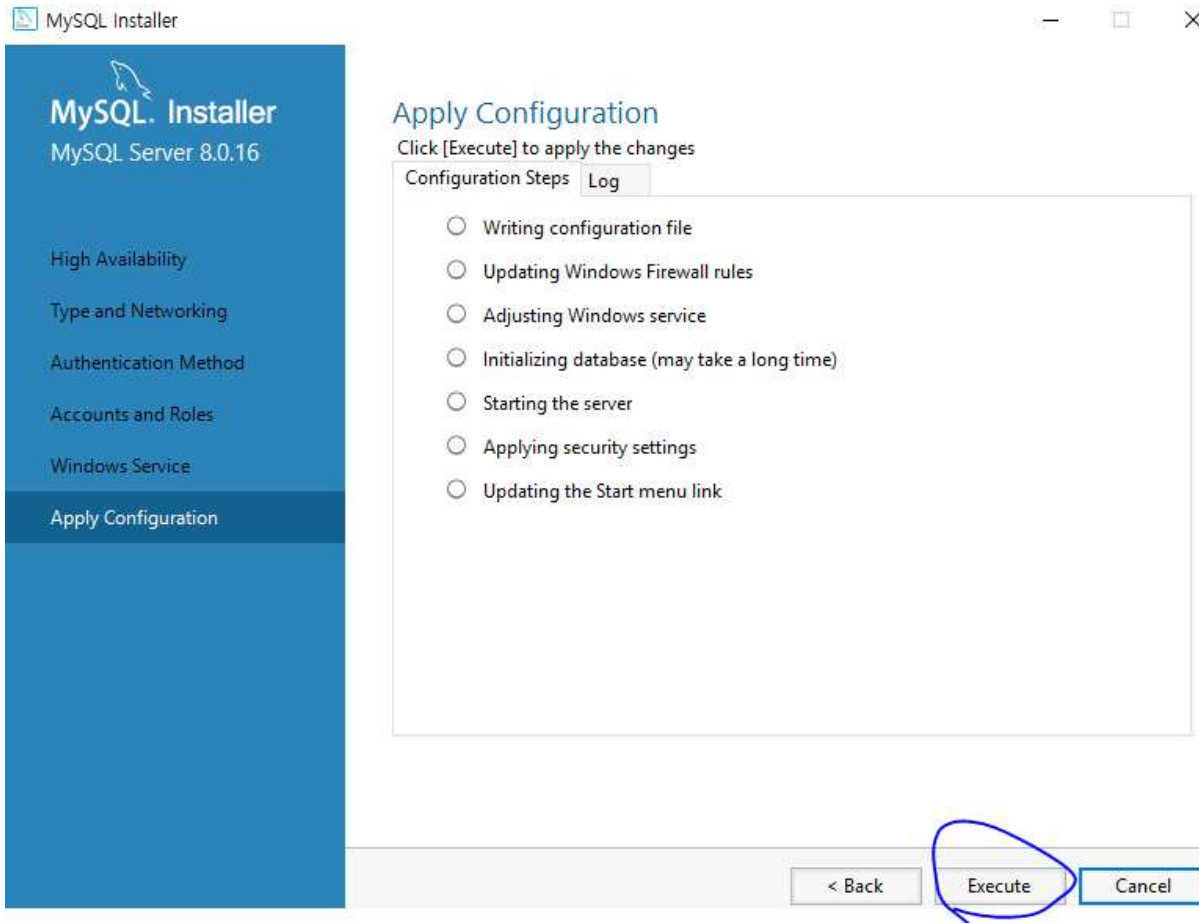 MySQL Installer
MySQL. Installer
MySQL Server 8.0.16
High Availability
Type and Networking
Authentication Method
Accounts and Roles
Windows Service
Apply Configuration
Apply Configuration
Click [Execute] to apply the changes
Configuration Steps Log
Writing configuration file
Updating Windows Firewall rules
Adjusting Windows service
Initializing database (may take a long time)
Starting the server
Applying security settings
Updating the Start menu link
< Back Execute Cancel